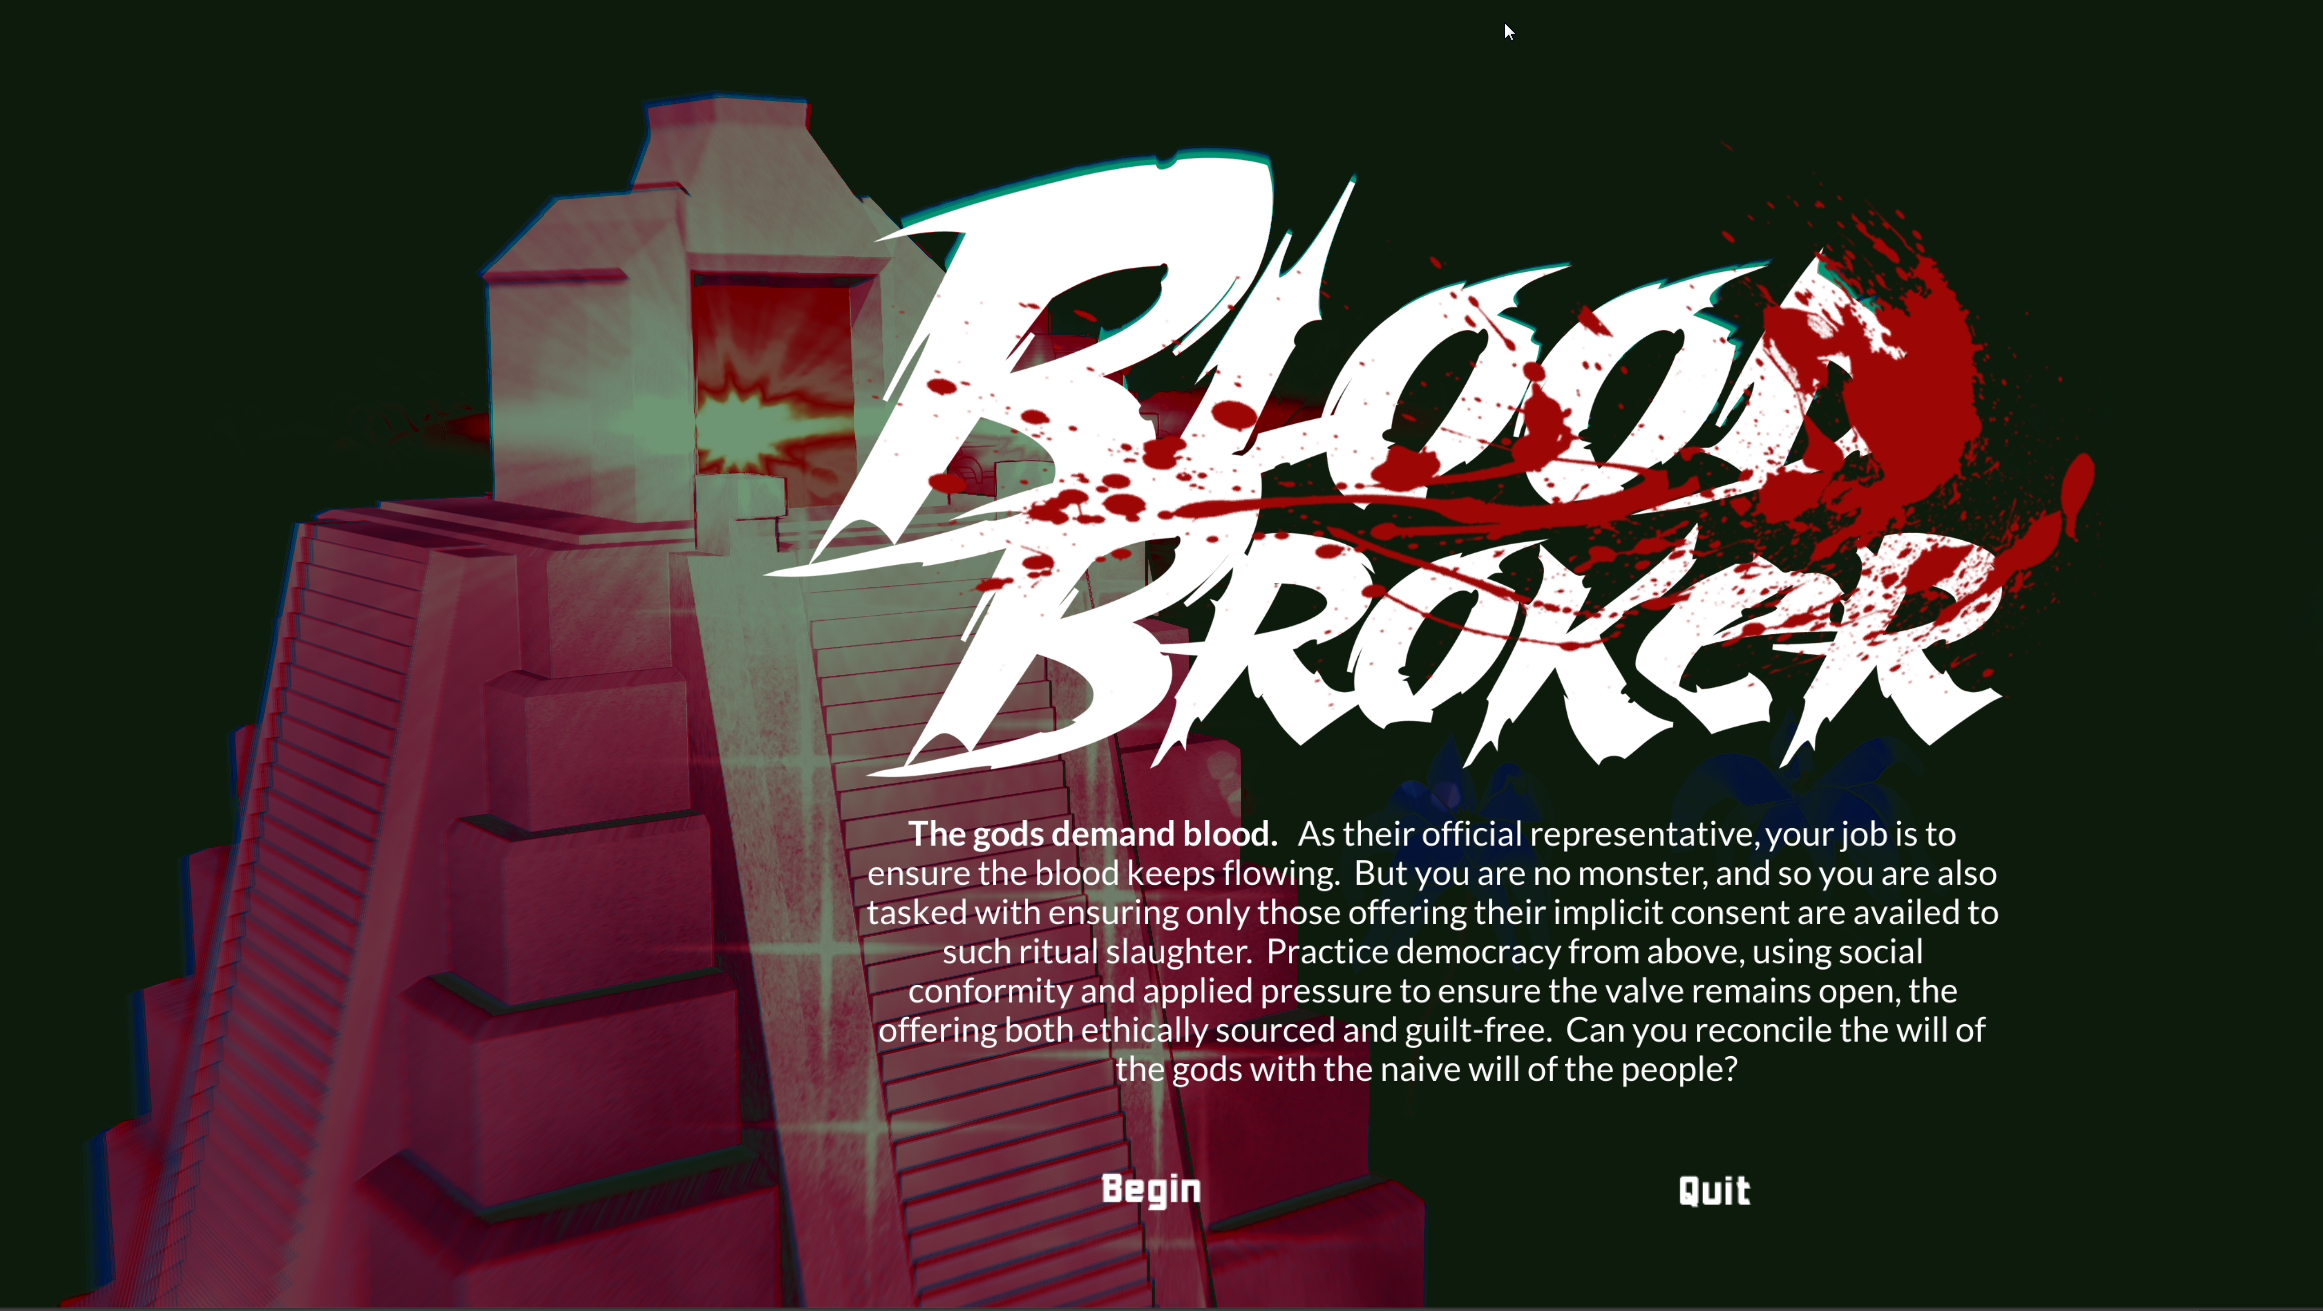 Blood
Broker
The gods demand blood. As their official representative, your job is to
ensure the blood keeps flowing. But you are no monster, and so you are also
tasked with ensuring only those offering their implicit consent are availed to
such ritual slaughter. Practice democracy from above, using social
conformity and applied pressure to ensure the valve remains open, the
offering both ethically sourced and guilt-free. Can you reconcile the will of
the gods with the naive will of the people?
Begin
Quit